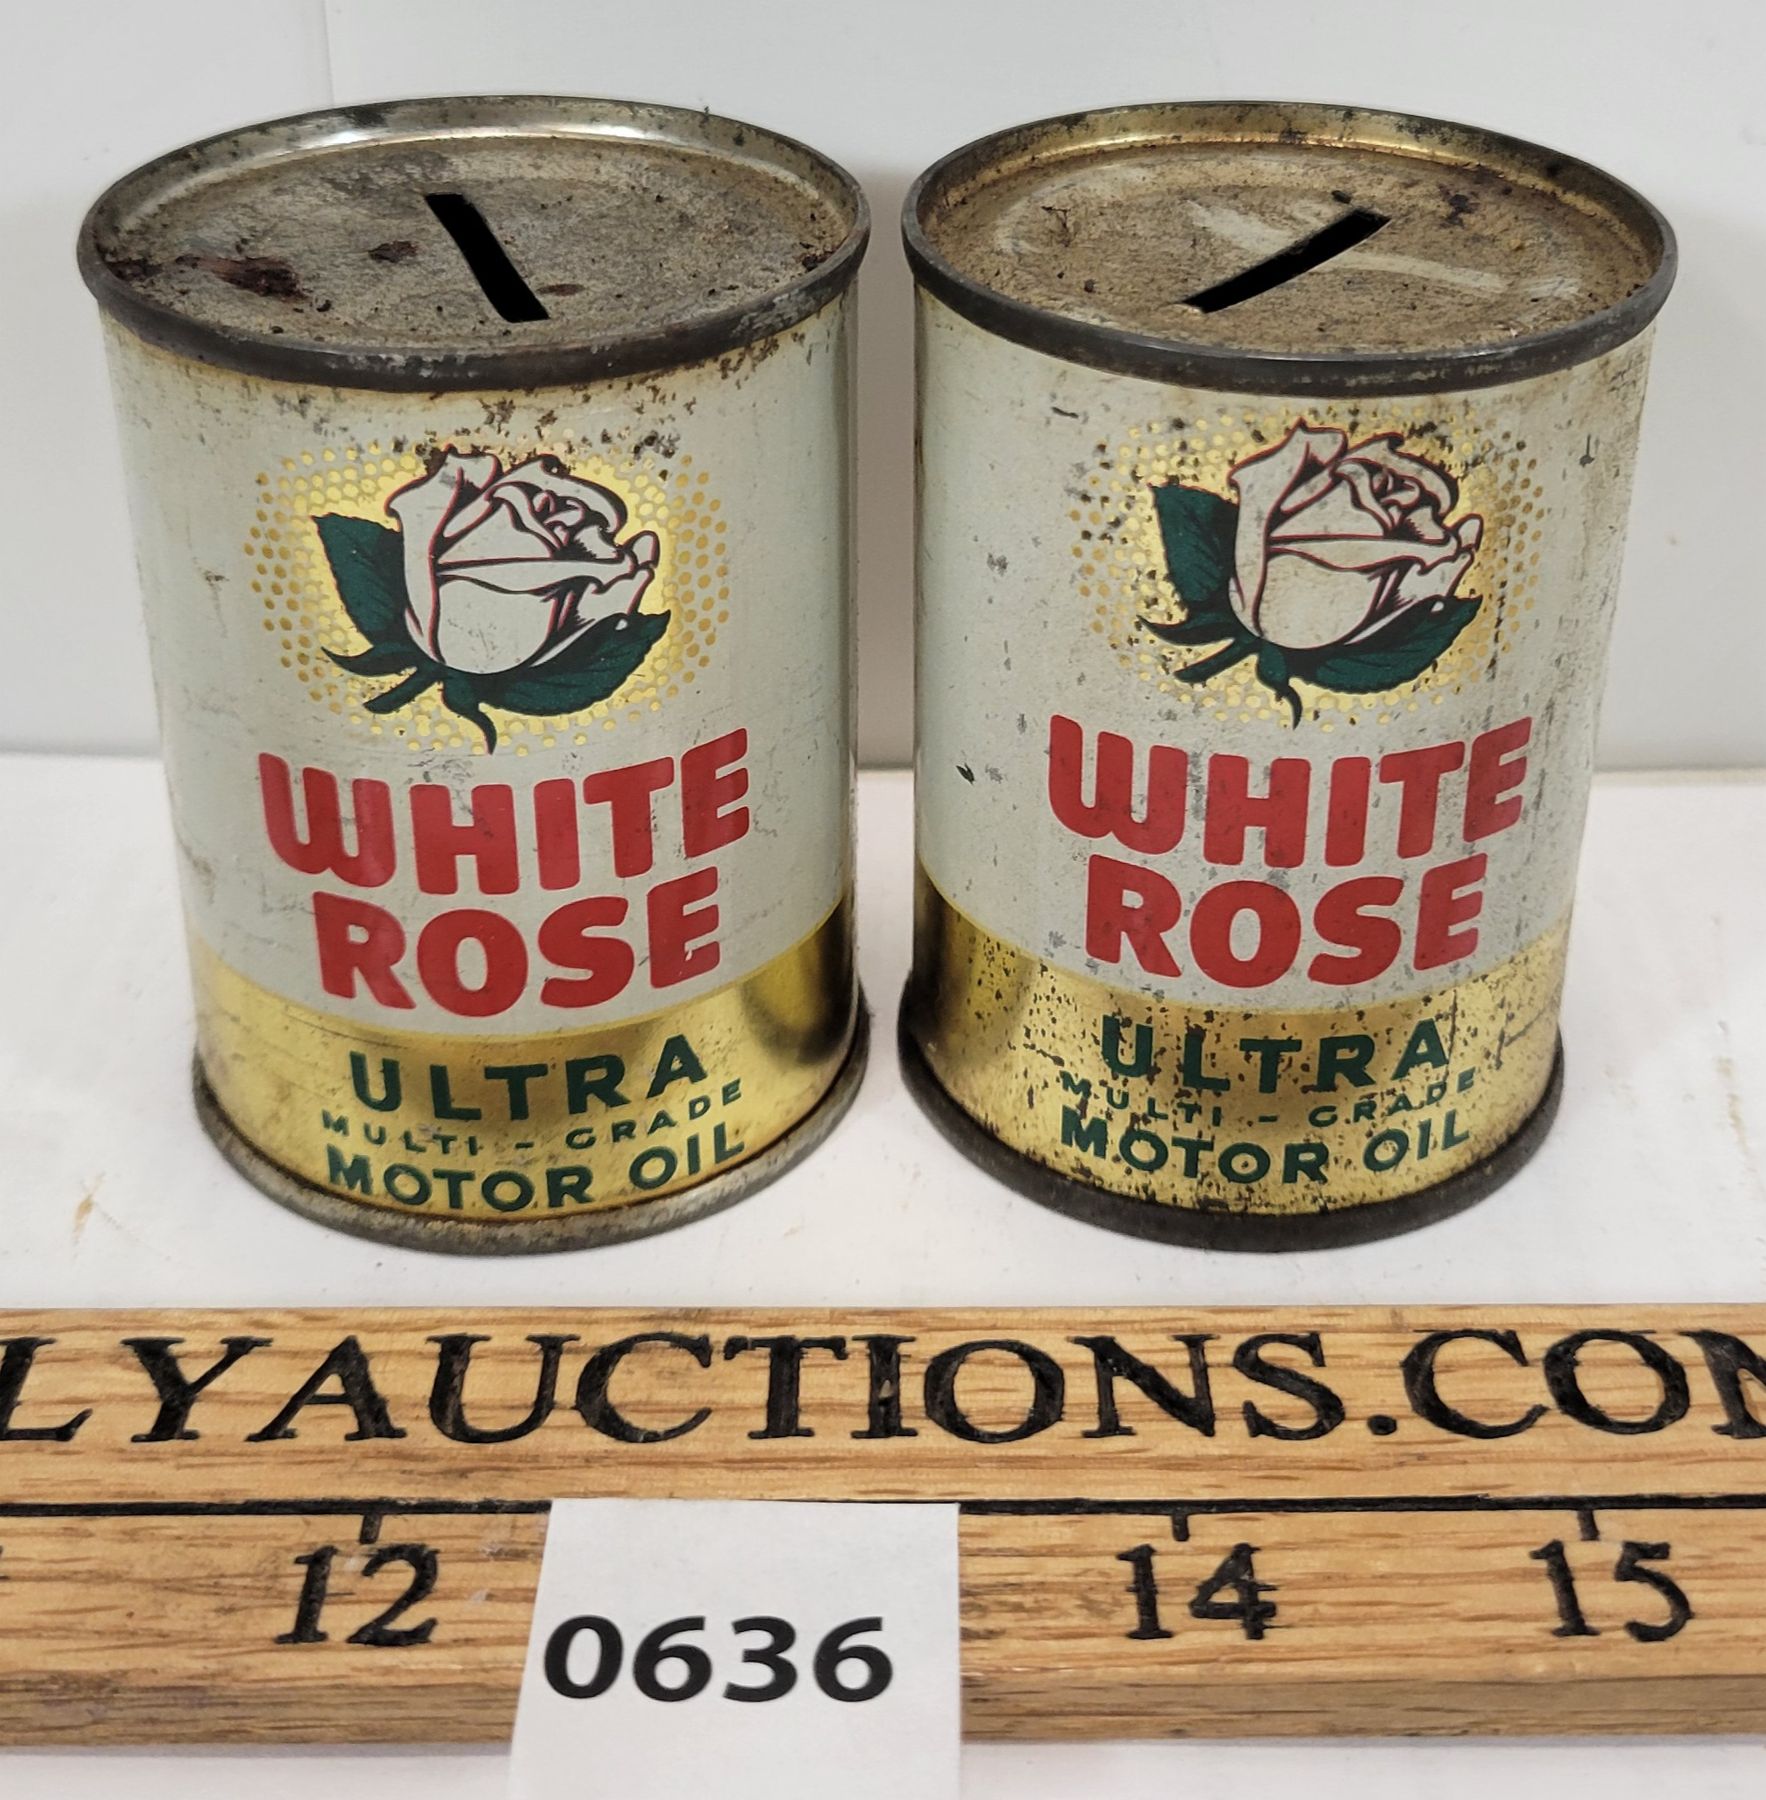 WHITE
ROSE
ULTRA
MULTI - GRADE
MOTOR OIL
WHITE
ROSE
ULTRA
MULTI - GRADE
MOTOR OIL
LYAUCTIONS.COM
12 14 15
0636